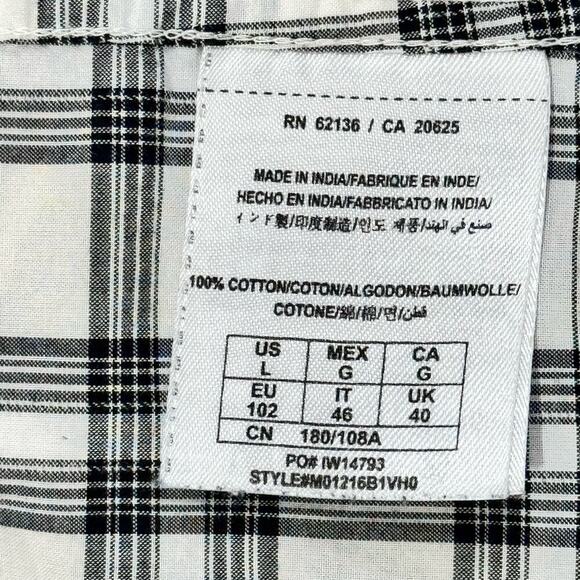 RN 62136 / CA 20625
MADE IN INDIA/FABRIQUE EN INDE/
HECHO EN INDIA/FABBRICATO IN INDIA/
インド製/印度制造/인도 제품/صنع في الهند
100% COTTON/COTON/ALGODON/BAUMWOLLE/
COTONE/綿/棉/면/قطن
US MEX CA
L G G
EU IT UK
102 46 40
CN 180/108A
PO# IW14793
STYLE#M01216B1VH0